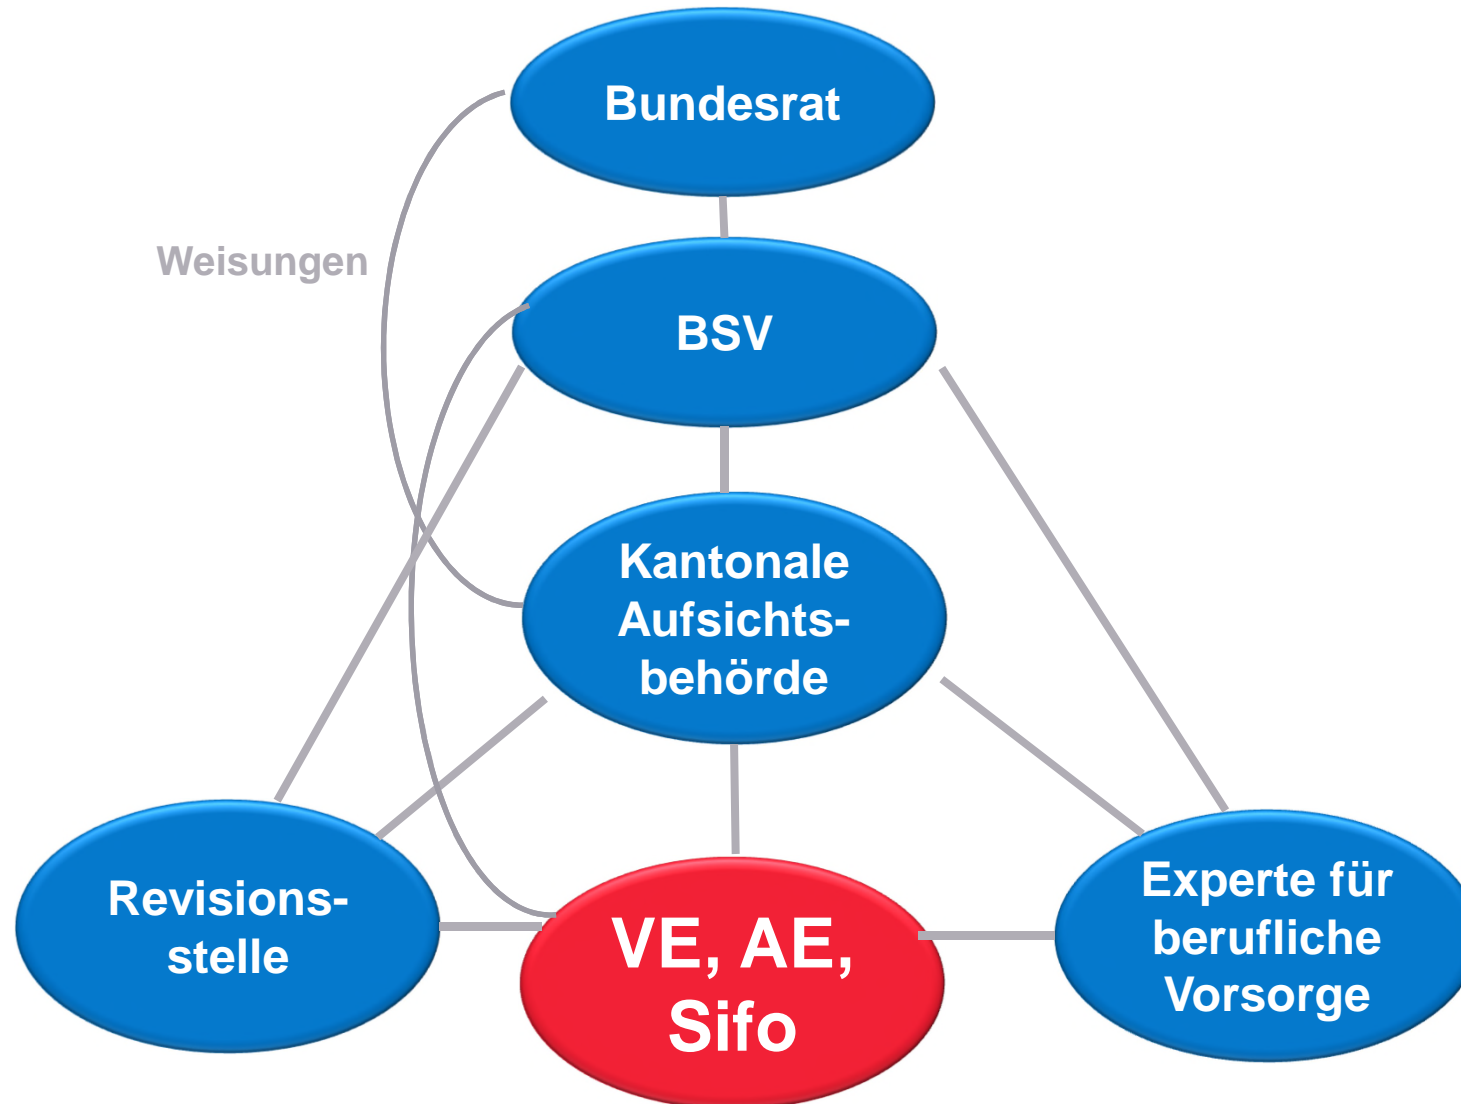 Bundesrat
Weisungen
BSV
Kantonale
Aufsichts-
behörde
Revisions-
stelle
VE, AE,
Sifo
Experte für
berufliche
Vorsorge